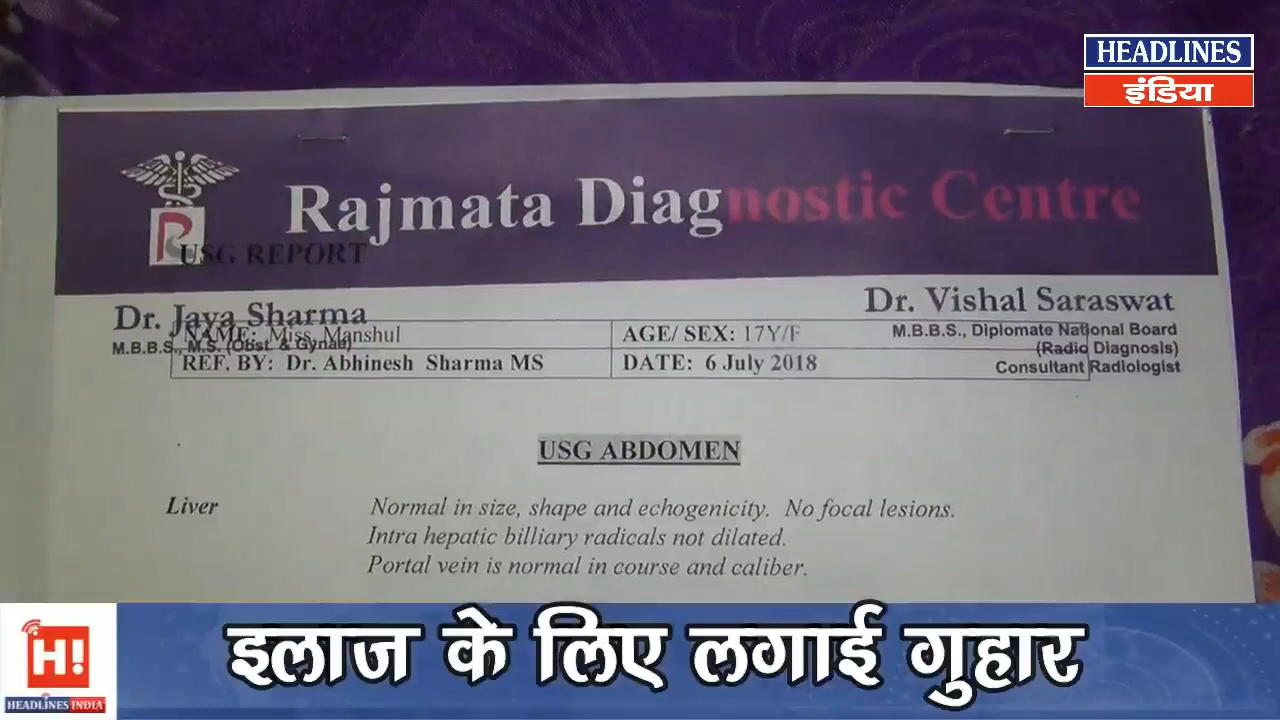 HEADLINES
इंडिया
Rajmata Diagnostic Centre
USG REPORT
Dr. Jaya Sharma
M.B.B.S., M.S. (Obst. & Gynae)
Dr. Vishal Saraswat
M.B.B.S., Diplomate National Board
(Radio Diagnosis)
Consultant Radiologist
NAME: Miss. Manshul
AGE/ SEX: 17Y/F
REF. BY: Dr. Abhinesh Sharma MS
DATE: 6 July 2018
USG ABDOMEN
Liver
Normal in size, shape and echogenicity. No focal lesions.
Intra hepatic billiary radicals not dilated.
Portal vein is normal in course and caliber.
H!
HEADLINES INDIA
इलाज के लिए लगाई गुहार